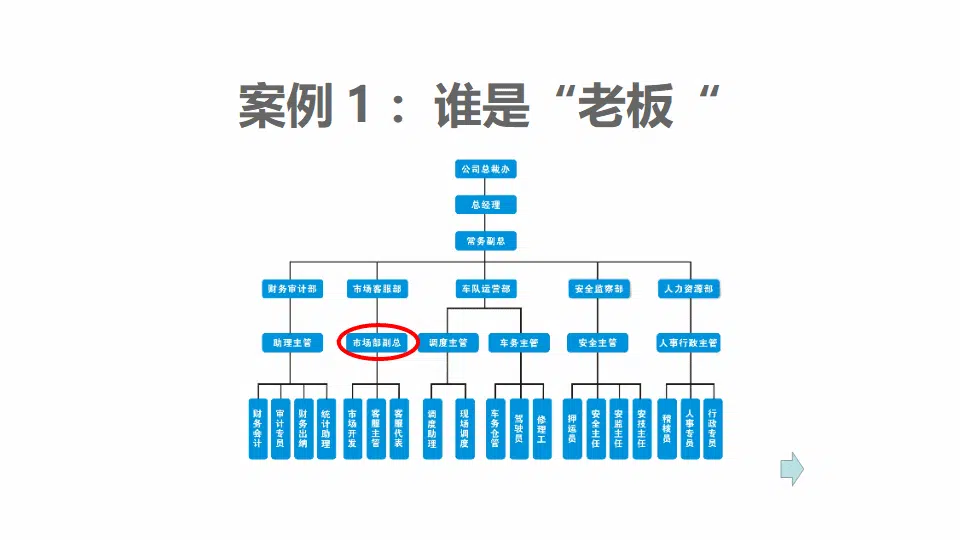 案例 1 ：谁是“老板“
公司总裁办
总经理
常务副总
财务审计部
市场客服部
车队运营部
安全监察部
人力资源部
助理主管
市场部副总
调度主管
车务主管
安全主管
人事行政主管
财务会计
审计专员
财务出纳
统计助理
市场开发
客服主管
客服代表
调度助理
现场调度
车务仓管
驾驶员
修理工
押运员
安全主任
安监主任
安技主任
稽核员
人事专员
行政专员